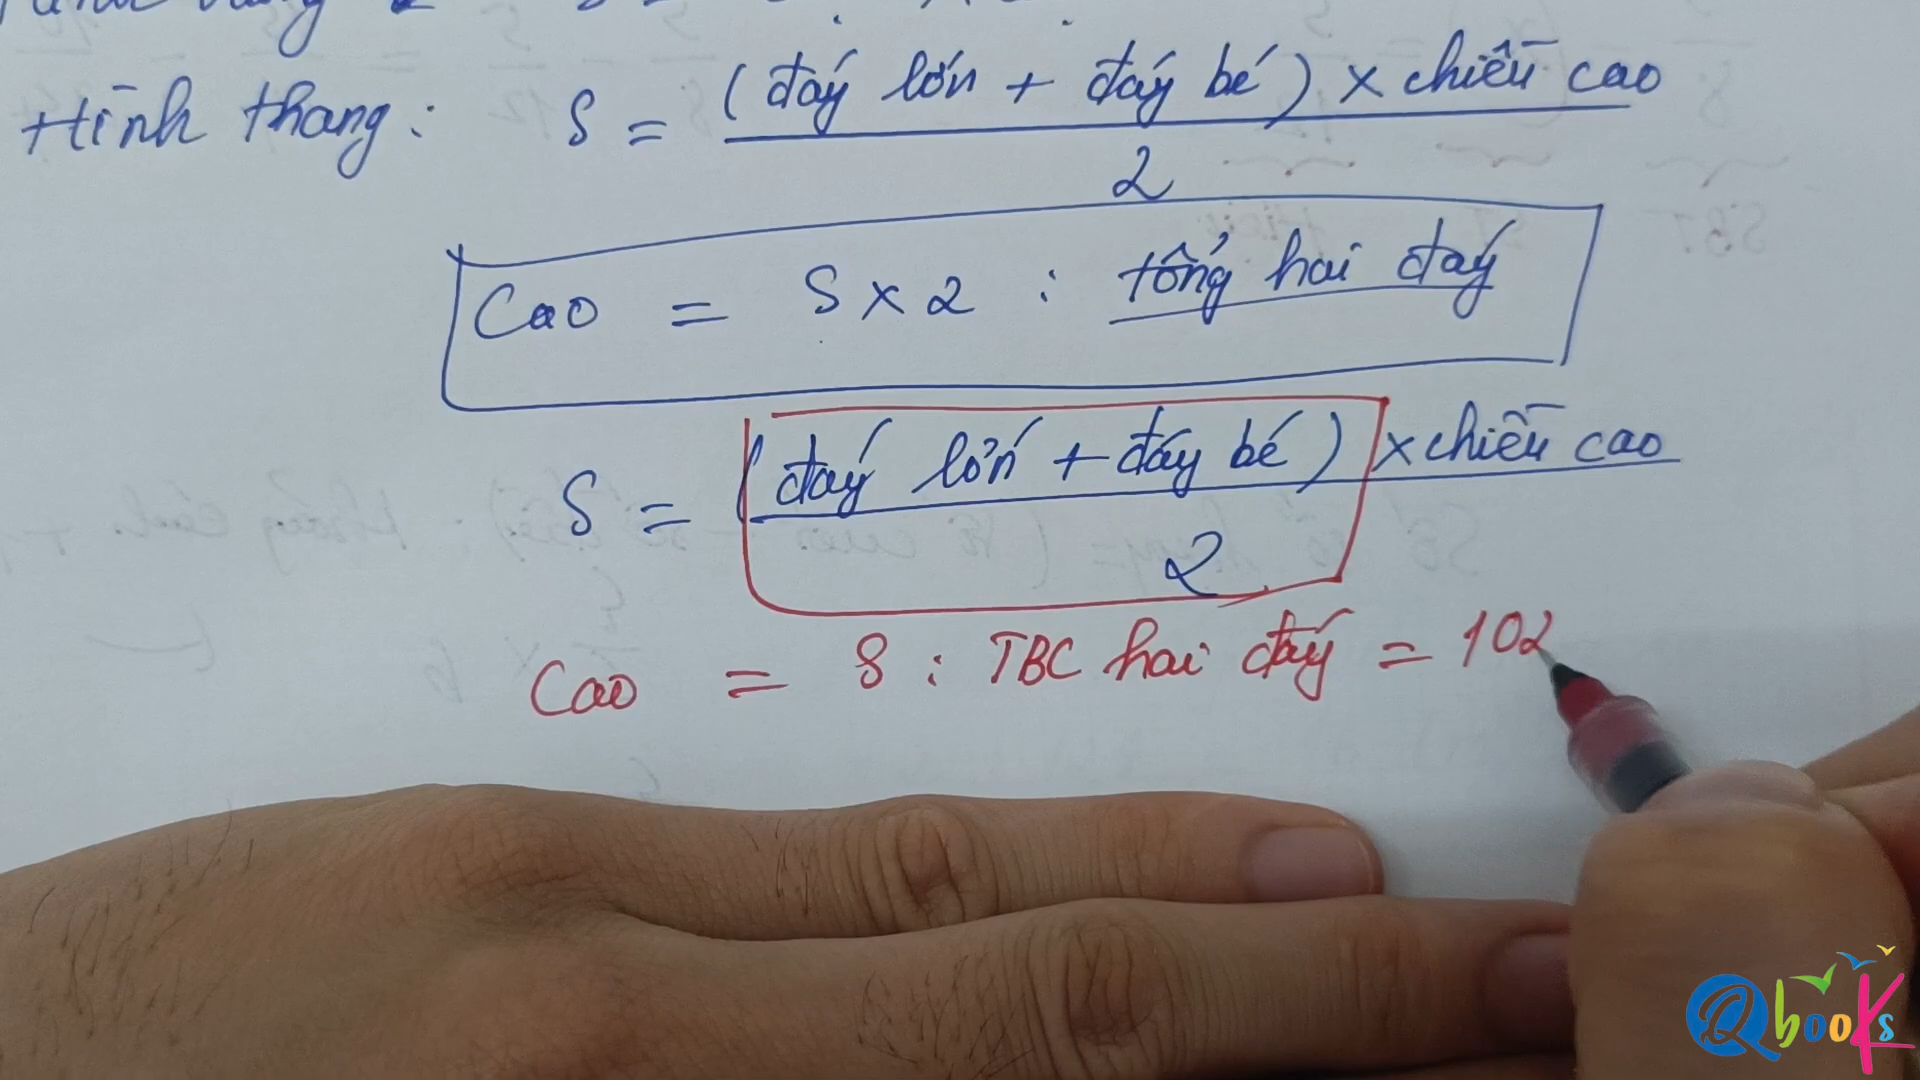 + Hình thang: S = (đáy lớn + đáy bé) x chiều cao
2
Cao = S x 2 : tổng hai đáy
S = (đáy lớn + đáy bé) x chiều cao
2
Cao = S : TBC hai đáy = 102
Qbooks